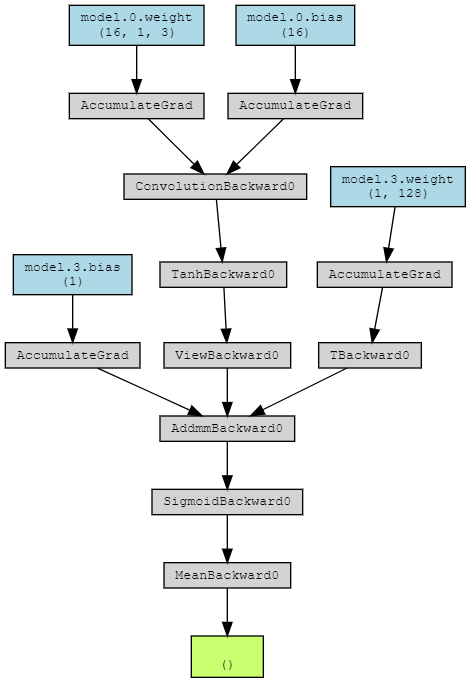 model.0.weight
(16, 1, 3)
model.0.bias
(16)
AccumulateGrad
AccumulateGrad
ConvolutionBackward0
model.3.weight
(1, 128)
model.3.bias
(1)
TanhBackward0
AccumulateGrad
AccumulateGrad
ViewBackward0
TBackward0
AddmmBackward0
SigmoidBackward0
MeanBackward0
()